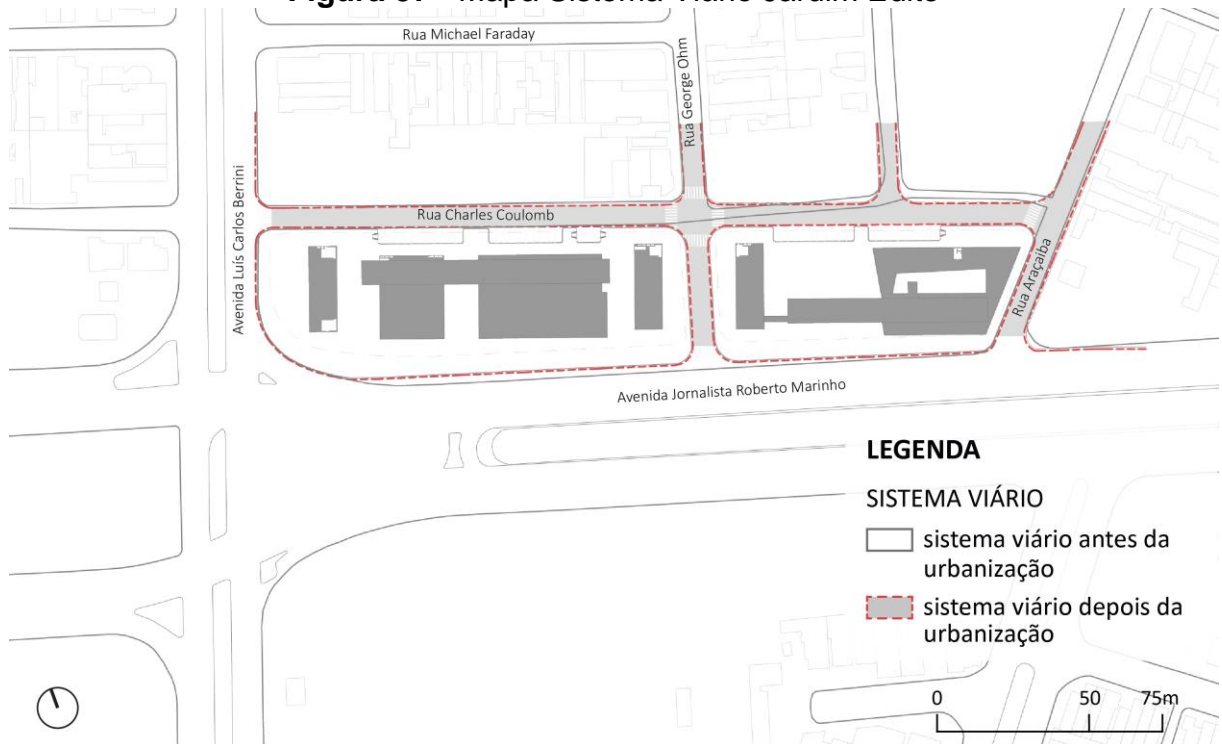 Rua Michael Faraday
Rua George Ohm
Avenida Luís Carlos Berrini
Rua Charles Coulomb
Rua Araçaiba
Avenida Jornalista Roberto Marinho
LEGENDA
SISTEMA VIÁRIO
sistema viário antes da
urbanização
sistema viário depois da
urbanização
0 50 75m